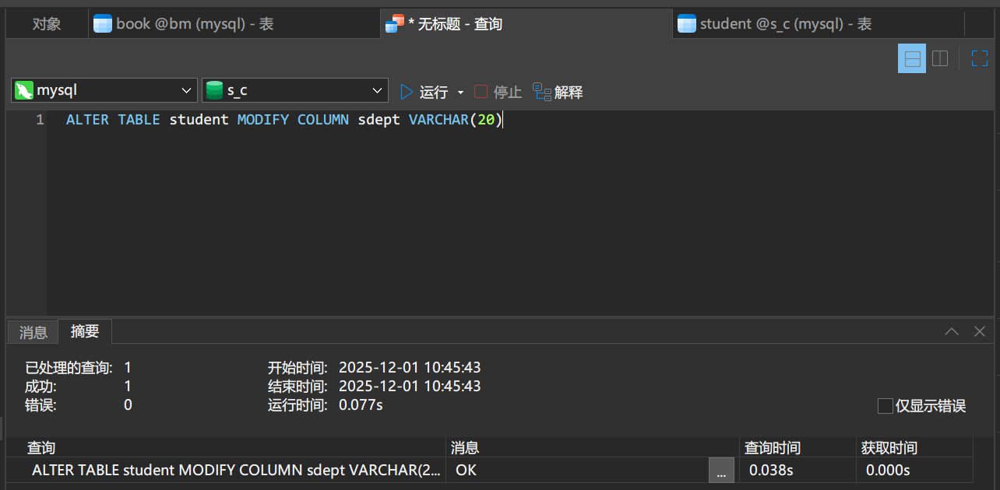 对象 book @bm (mysql) - 表 * 无标题 - 查询 student @s_c (mysql) - 表
mysql s_c 运行 停止 解释
1 ALTER TABLE student MODIFY COLUMN sdept VARCHAR(20)
消息 摘要
已处理的查询: 1 开始时间: 2025-12-01 10:45:43
成功: 1 结束时间: 2025-12-01 10:45:43
错误: 0 运行时间: 0.077s 仅显示错误
查询 消息 查询时间 获取时间
ALTER TABLE student MODIFY COLUMN sdept VARCHAR(2... OK ... 0.038s 0.000s